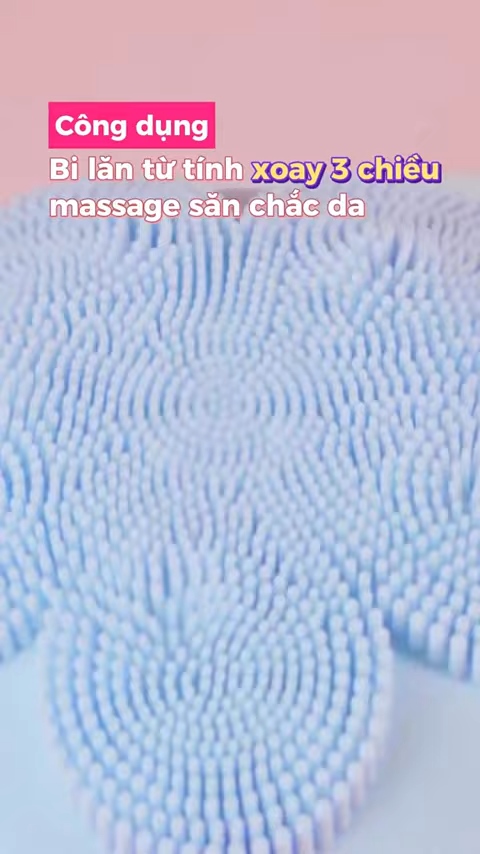 Công dụng
Bi lăn từ tính xoay 3 chiều
massage săn chắc da